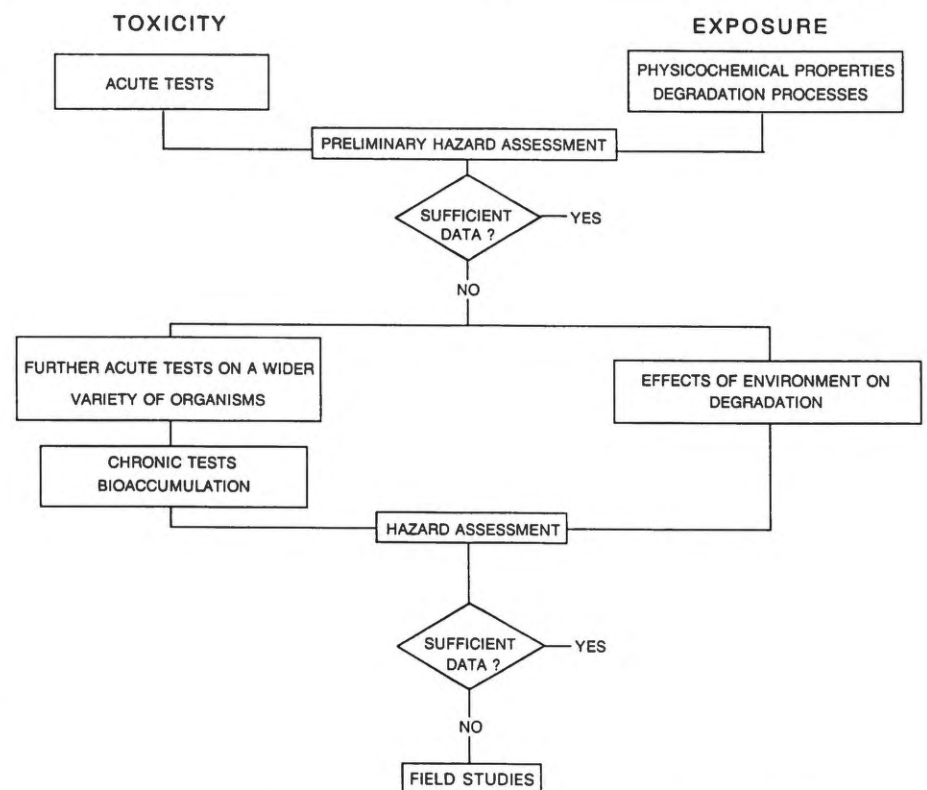 TOXICITY
EXPOSURE
ACUTE TESTS
PHYSICOCHEMICAL PROPERTIES
DEGRADATION PROCESSES
PRELIMINARY HAZARD ASSESSMENT
SUFFICIENT
DATA ?
YES
NO
FURTHER ACUTE TESTS ON A WIDER
VARIETY OF ORGANISMS
EFFECTS OF ENVIRONMENT ON
DEGRADATION
CHRONIC TESTS
BIOACCUMULATION
HAZARD ASSESSMENT
SUFFICIENT
DATA ?
YES
NO
FIELD STUDIES